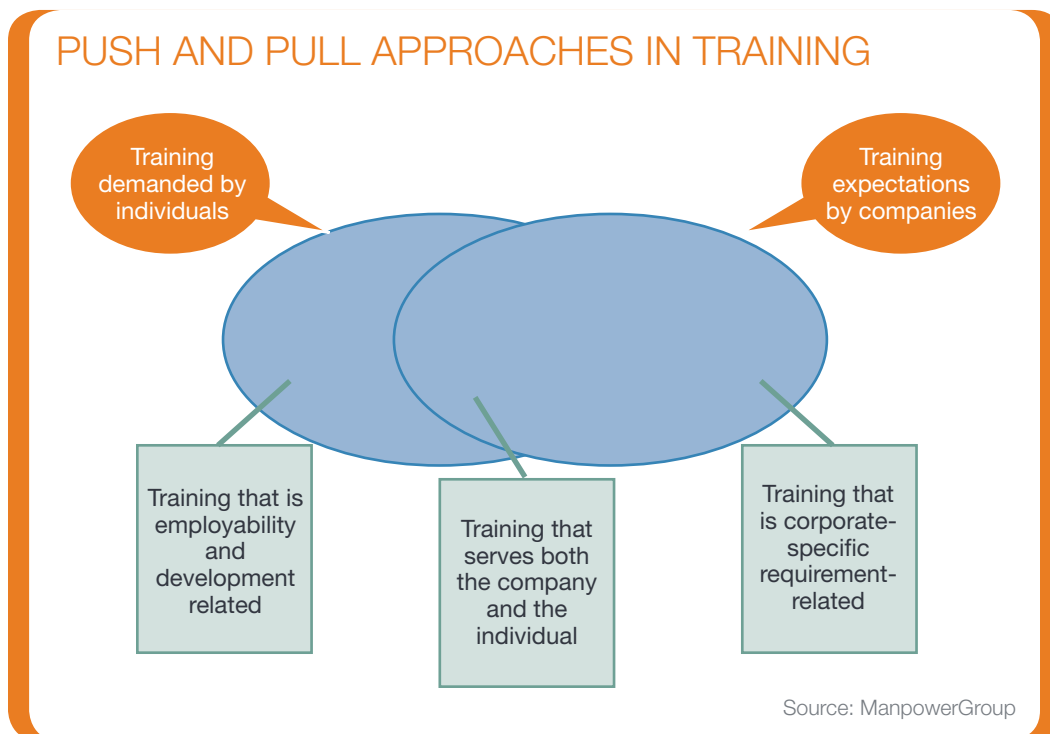 PUSH AND PULL APPROACHES IN TRAINING
Training
demanded by
individuals
Training
expectations
by companies
Training that is
employability
and
development
related
Training that
serves both
the company
and the
individual
Training that
is corporate-
specific
requirement-
related
Source: ManpowerGroup